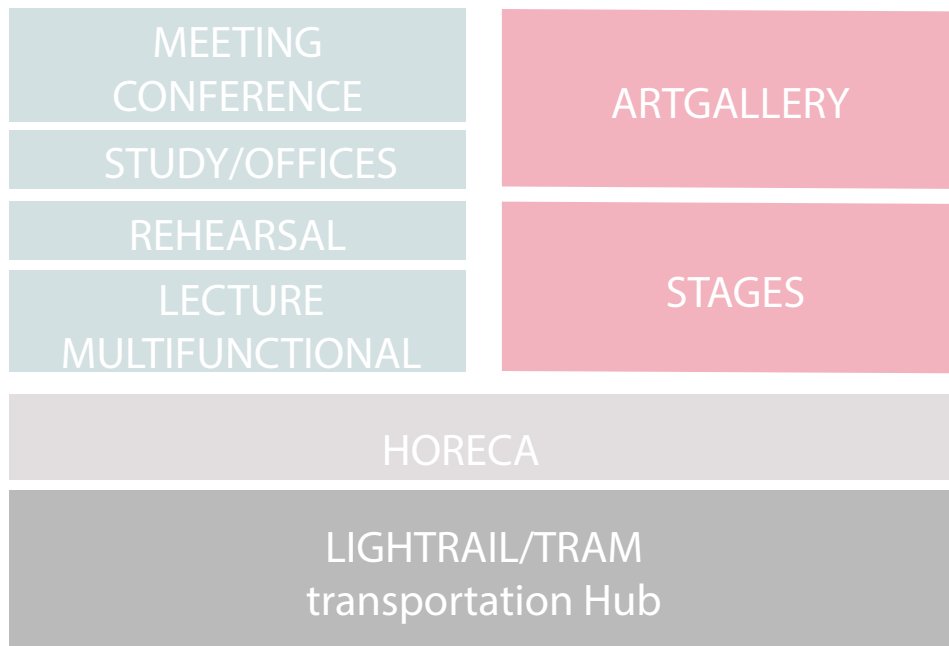 MEETING
CONFERENCE
STUDY/OFFICES
REHEARSAL
LECTURE
MULTIFUNCTIONAL
ARTGALLERY
STAGES
HORECA
LIGHTRAIL/TRAM
transportation Hub